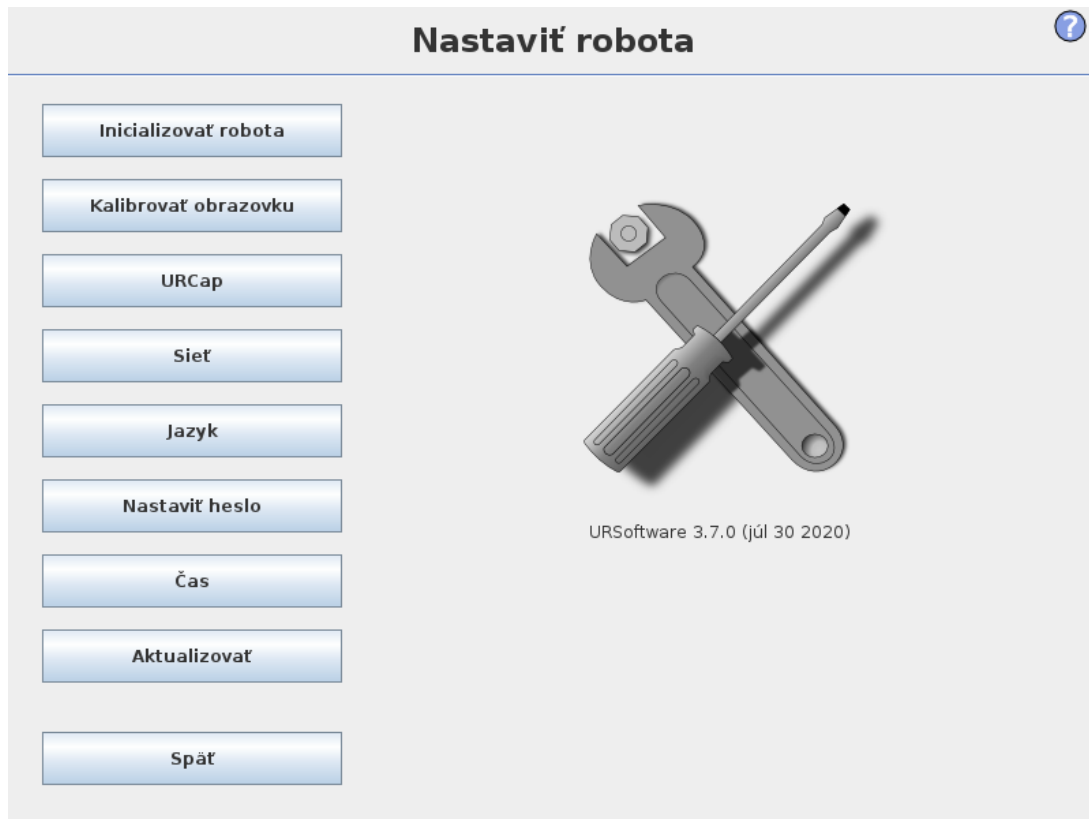 Nastaviť robota
?
Inicializovať robota
Kalibrovať obrazovku
URCap
Sieť
Jazyk
Nastaviť heslo
Čas
Aktualizovať
Späť
URSoftware 3.7.0 (júl 30 2020)